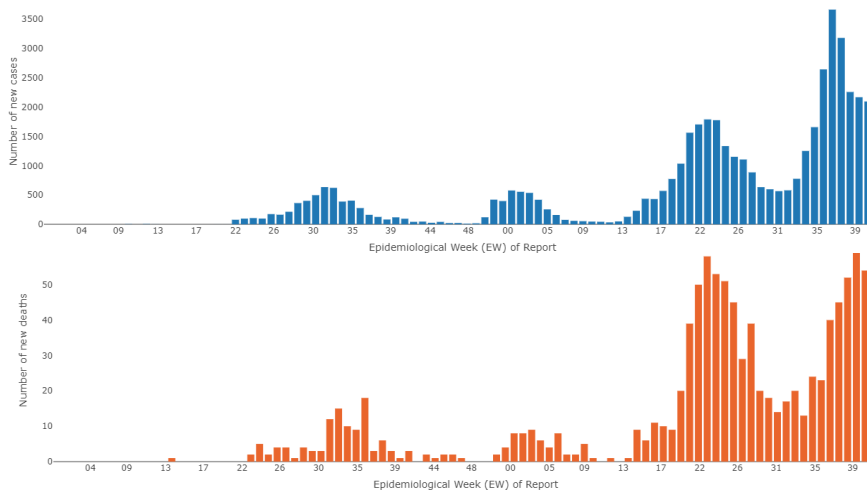 3500
3000
2500
2000
1500
1000
500
0
Number of new cases
04 09 13 17 22 30 35 39 44 48 00 05 09 13 17 22 26 30 35 39
Epidemiological Week (EW) of Report
50
40
30
20
10
0
Number of new deaths
04 09 13 17 22 26 30 35 39 44 48 00 05 09 13 17 22 26 30 35 39
Epidemiological Week (EW) of Report